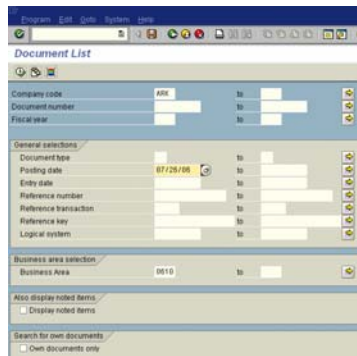 Program Edit Goto System Help
Document List
Company code ARK to
Document number to
Fiscal year to
General selections
Document type to
Posting date 07/26/06 to
Entry date to
Reference number to
Reference transaction to
Reference key to
Logical system to
Business area selection
Business Area 0610 to
Also display noted items
Display noted items
Search for own documents
Own documents only